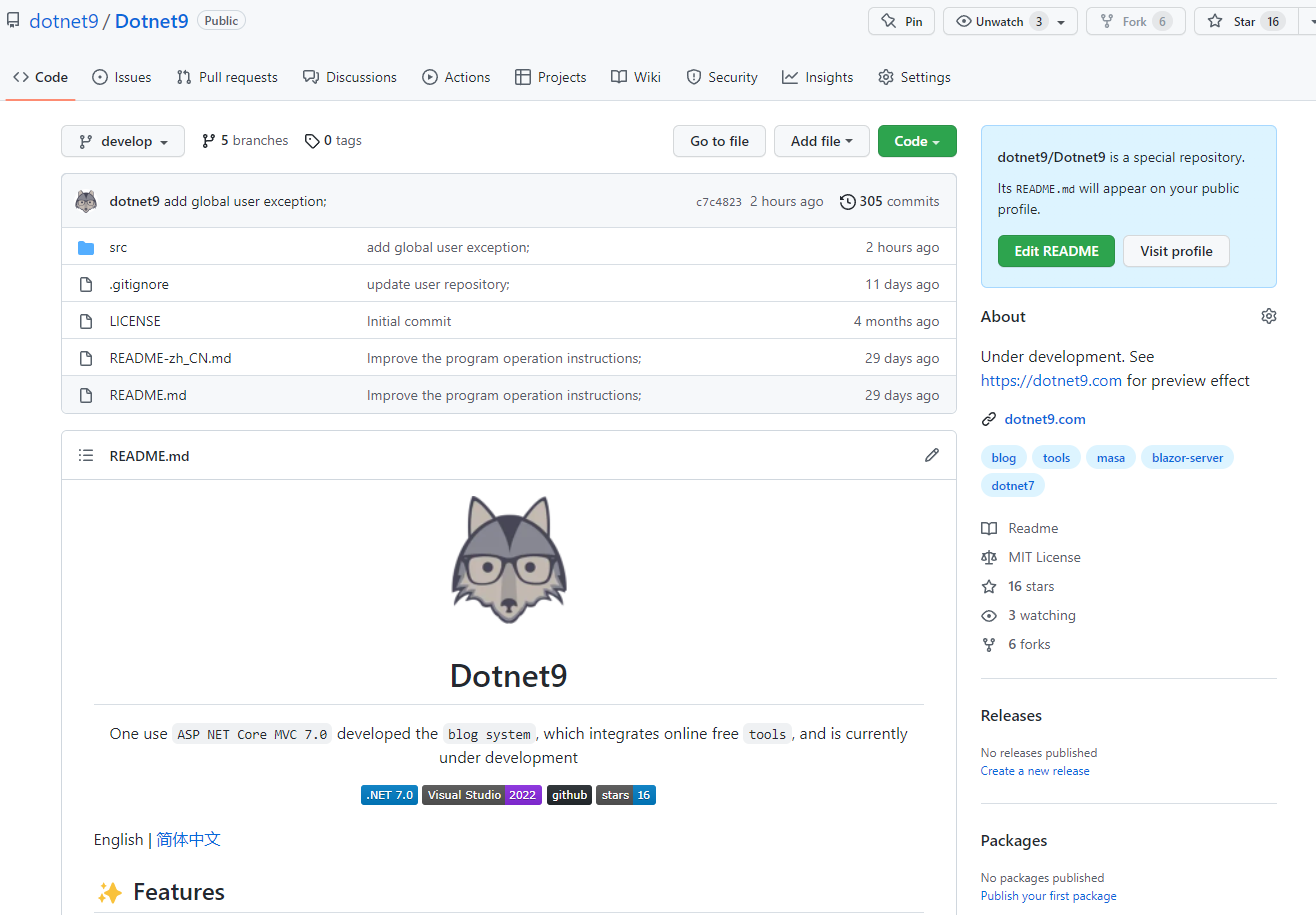 dotnet9 / Dotnet9 Public
Pin
Unwatch 3
Fork 6
Star 16
Code
Issues
Pull requests
Discussions
Actions
Projects
Wiki
Security
Insights
Settings
develop
5 branches
0 tags
Go to file
Add file
Code
dotnet9 add global user exception;
c7c4823 2 hours ago
305 commits
src add global user exception; 2 hours ago
.gitignore update user repository; 11 days ago
LICENSE Initial commit 4 months ago
README-zh_CN.md Improve the program operation instructions; 29 days ago
README.md Improve the program operation instructions; 29 days ago
README.md
Dotnet9
One use ASP NET Core MVC 7.0 developed the blog system, which integrates online free tools, and is currently
under development
.NET 7.0 Visual Studio 2022 github stars 16
English | 简体中文
✨ Features
dotnet9/Dotnet9 is a special repository.
Its README.md will appear on your public
profile.
Edit README
Visit profile
About
Under development. See
https://dotnet9.com for preview effect
dotnet9.com
blog tools masa blazor-server
dotnet7
Readme
MIT License
16 stars
3 watching
6 forks
Releases
No releases published
Create a new release
Packages
No packages published
Publish your first package